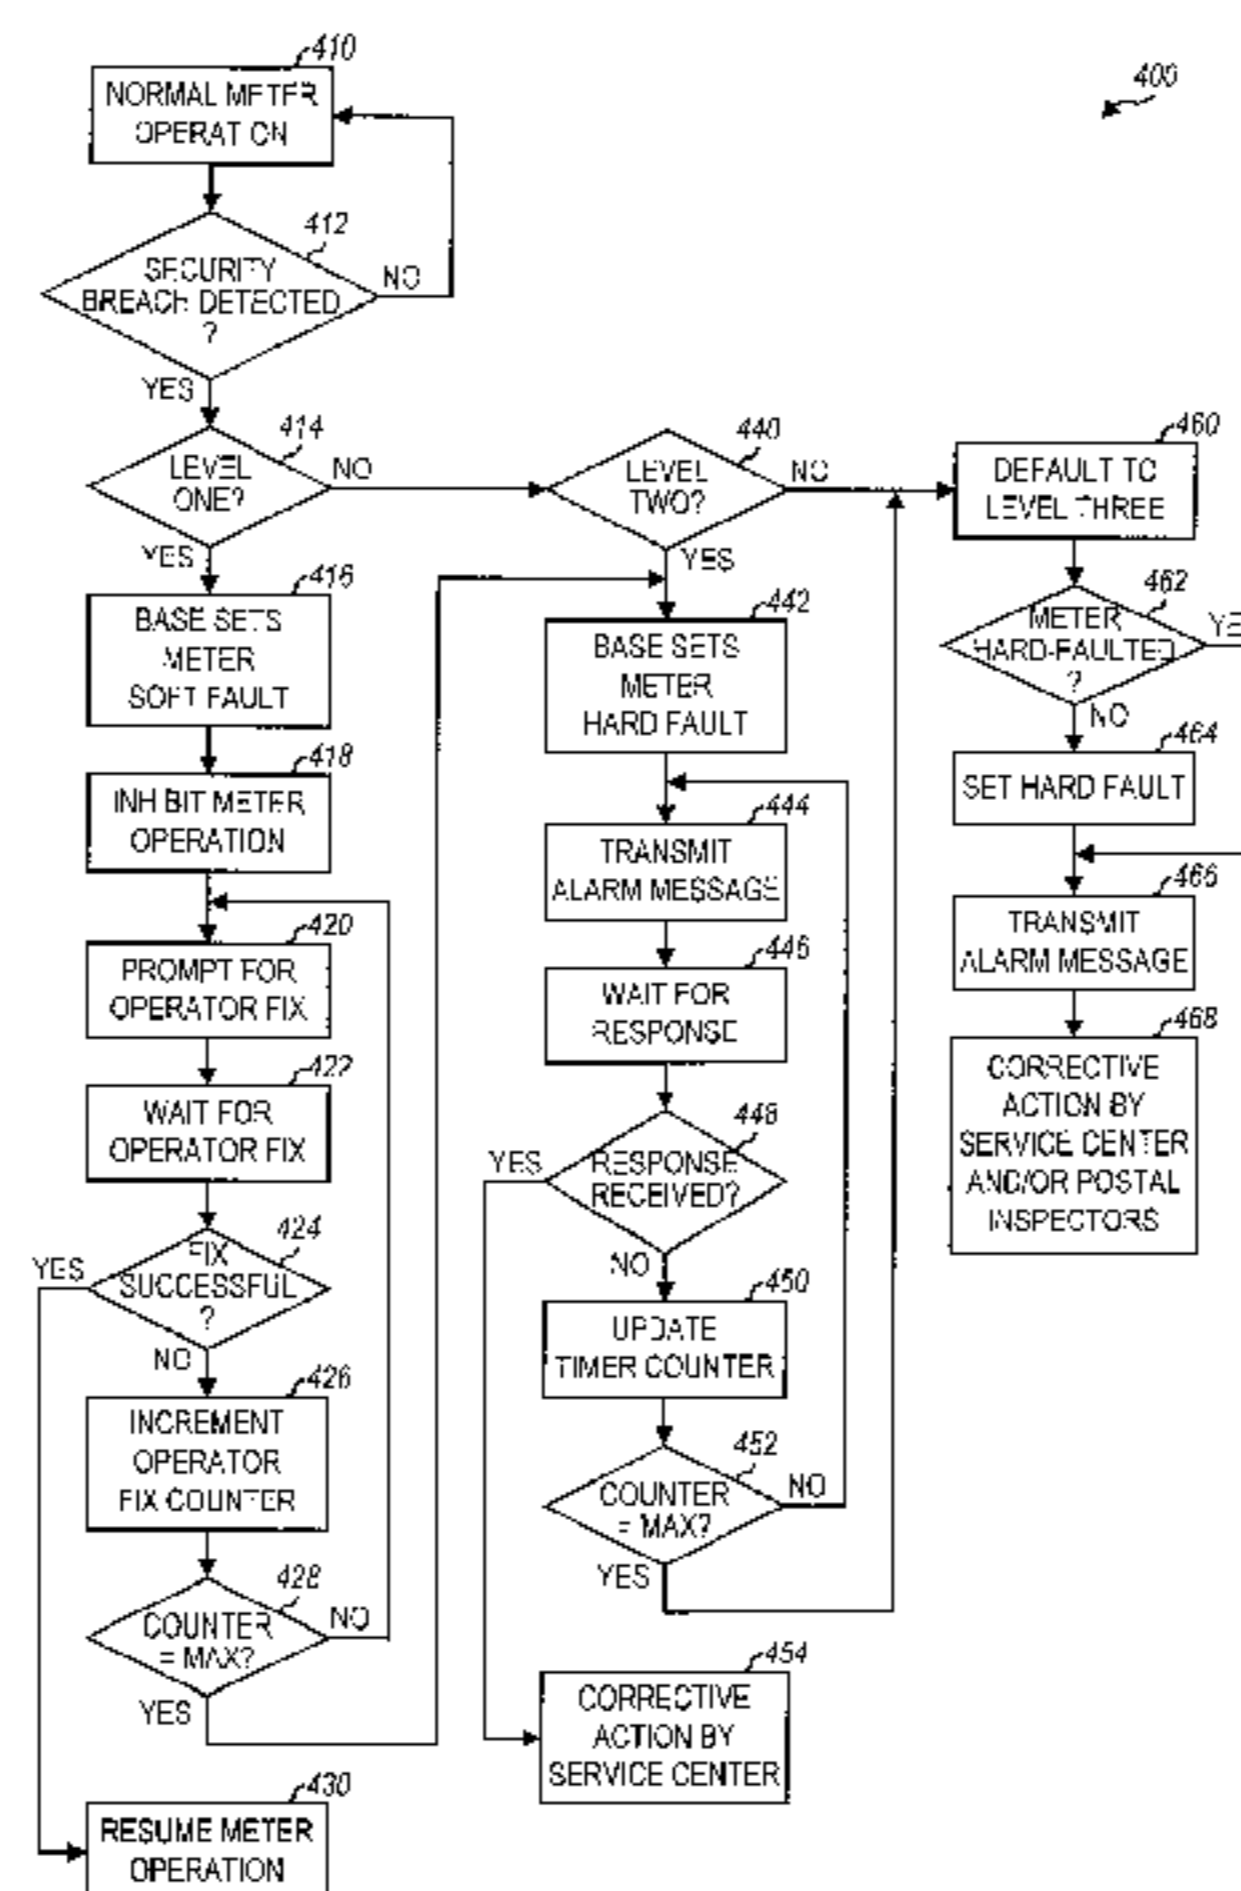 410
NORMAL METER
OPERATION
400
412
SECURITY
BREACH DETECTED
?
NO
YES
414
LEVEL
ONE?
NO
YES
416
BASE SETS
METER
SOFT FAULT
418
INHIBIT METER
OPERATION
420
PROMPT FOR
OPERATOR FIX
422
WAIT FOR
OPERATOR FIX
424
FIX
SUCCESSFUL
?
YES
NO
426
INCREMENT
OPERATOR
FIX COUNTER
428
COUNTER
= MAX?
NO
YES
430
RESUME METER
OPERATION
440
LEVEL
TWO?
NO
YES
442
BASE SETS
METER
HARD FAULT
444
TRANSMIT
ALARM MESSAGE
446
WAIT FOR
RESPONSE
448
RESPONSE
RECEIVED?
YES
NO
450
UPDATE
TIMER COUNTER
452
COUNTER
= MAX?
NO
YES
454
CORRECTIVE
ACTION BY
SERVICE CENTER
460
DEFAULT TO
LEVEL THREE
462
METER
HARD-FAULTED
?
YE
NO
464
SET HARD FAULT
466
TRANSMIT
ALARM MESSAGE
468
CORRECTIVE
ACTION BY
SERVICE CENTER
AND/OR POSTAL
INSPECTORS